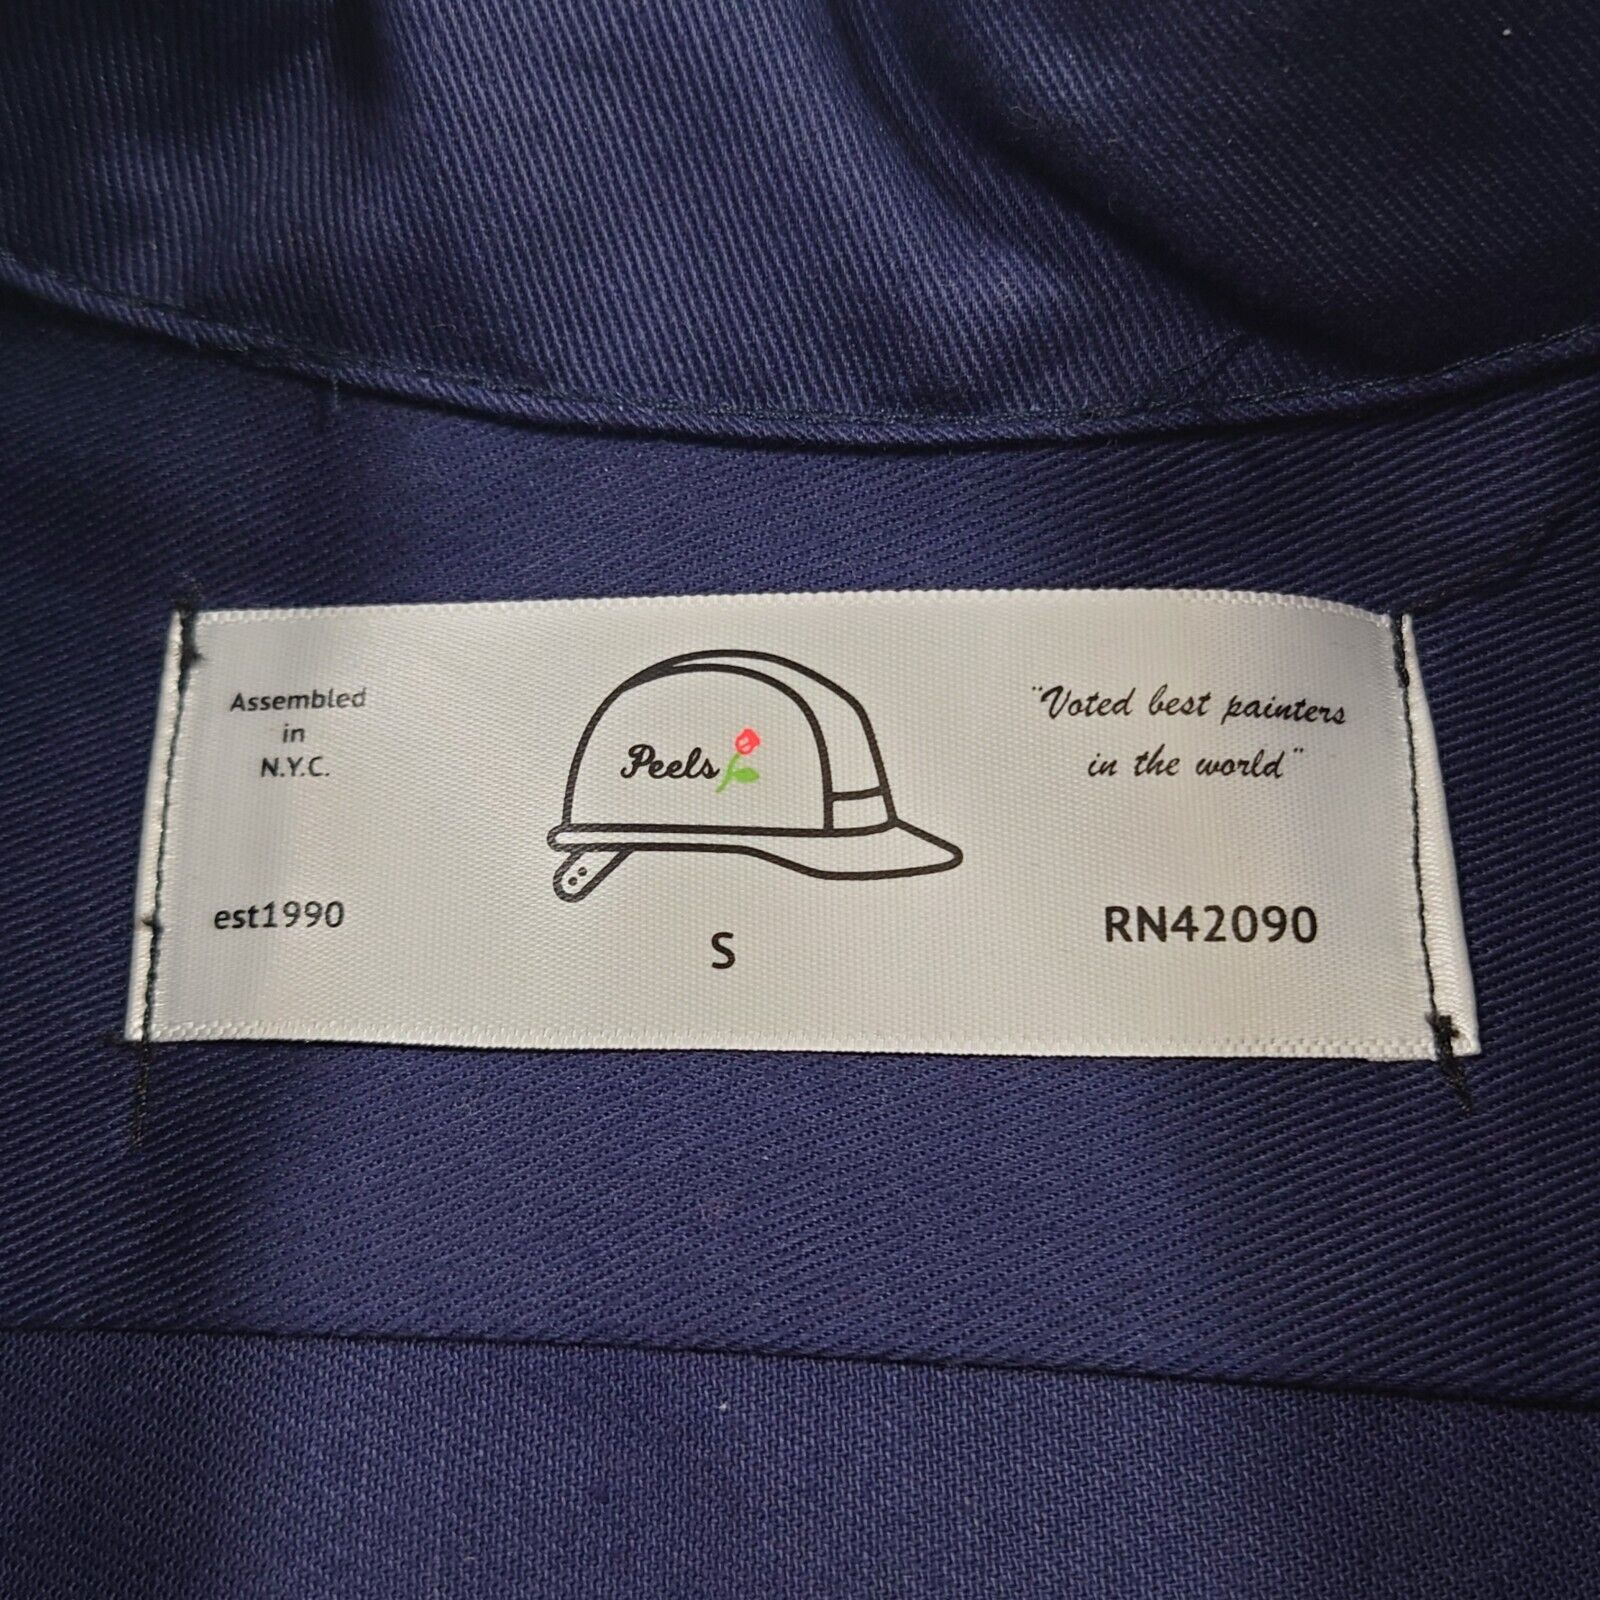 Assembled
in
N.Y.C.
Peels
"Voted best painters
in the world"
est1990
S
RN42090